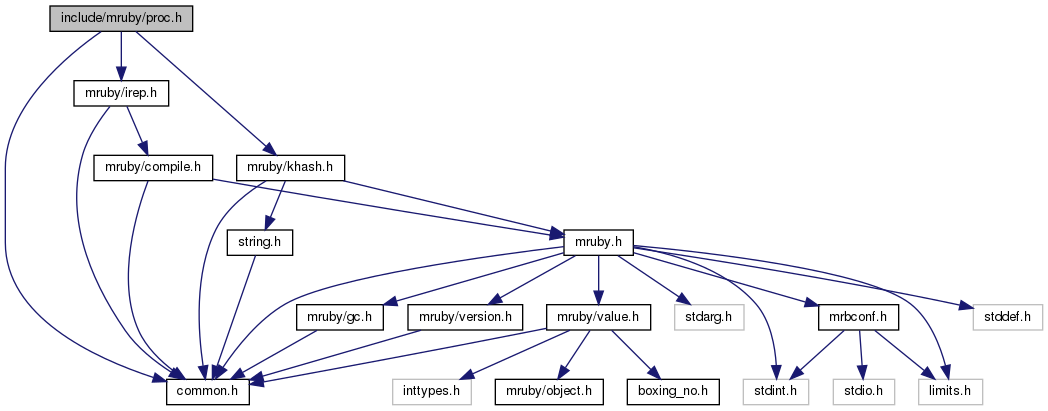 include/mruby/proc.h
mruby/irep.h
mruby/compile.h
mruby/khash.h
string.h
mruby.h
mruby/gc.h
mruby/version.h
mruby/value.h
stdarg.h
mrbconf.h
stddef.h
common.h
inttypes.h
mruby/object.h
boxing_no.h
stdint.h
stdio.h
limits.h